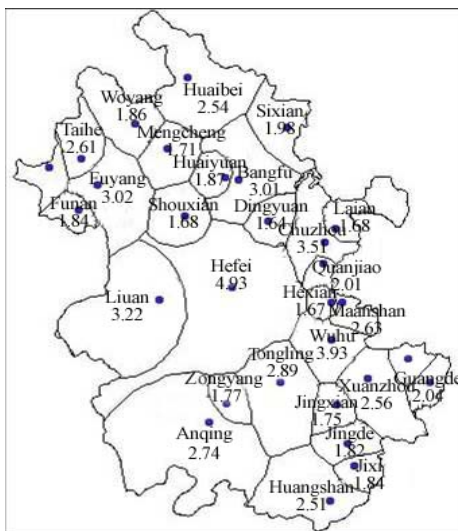 Huaibei
2.54
Woyang
1.86
Sixian
1.98
Taihe
2.61
Mengcheng
1.71
Huaiyuan
1.87
Bangfu
3.01
Fuyang
3.02
Funan
1.84
Shouxian
1.68
Dingyuan
1.64
Laian
1.68
Chuzhou
3.51
Quanjiao
2.01
Hefei
4.93
Hexian
1.67
Maanshan
2.63
Liuan
3.22
Wuhu
3.93
Tongling
2.89
Zongyang
1.77
Xuanzhou
2.56
Guangde
2.04
Jingxian
1.75
Anqing
2.74
Jingde
1.82
Jixi
1.84
Huangshan
2.51